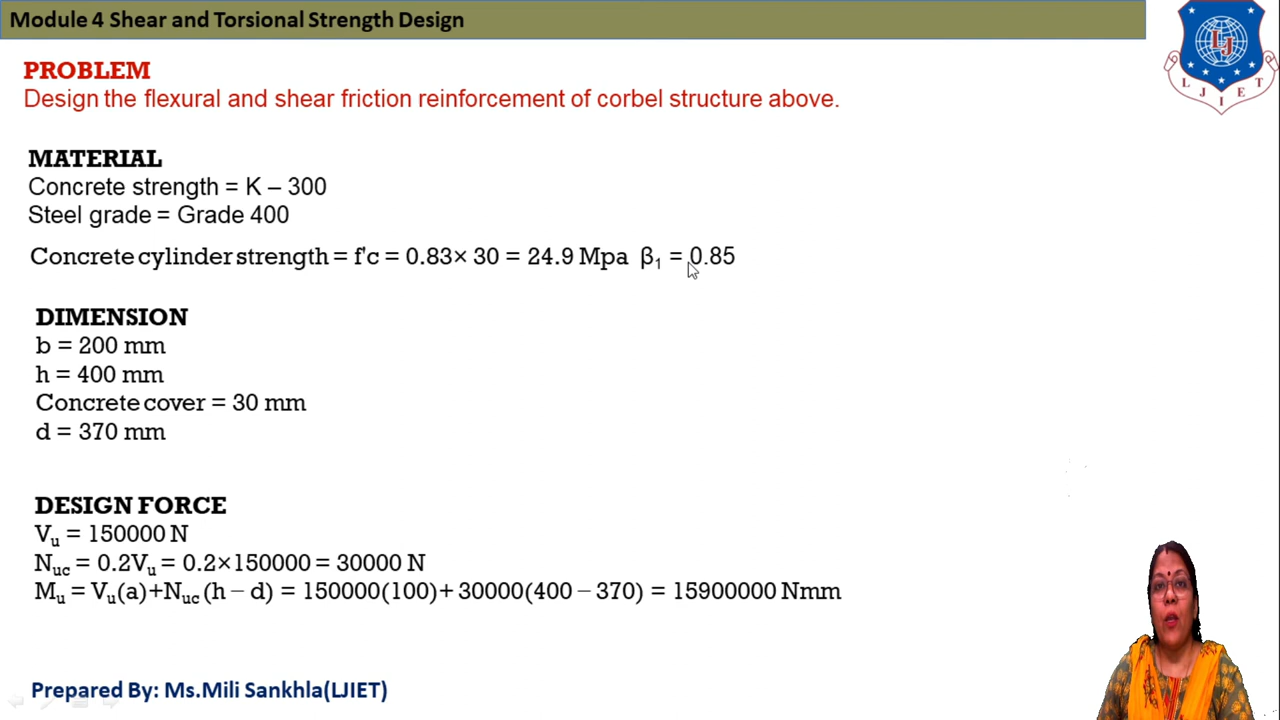 Module 4 Shear and Torsional Strength Design
LJ
L J I E T
PROBLEM
Design the flexural and shear friction reinforcement of corbel structure above.
MATERIAL
Concrete strength = K – 300
Steel grade = Grade 400
Concrete cylinder strength = f'c = 0.83× 30 = 24.9 Mpa β₁ = 0.85
DIMENSION
b = 200 mm
h = 400 mm
Concrete cover = 30 mm
d = 370 mm
DESIGN FORCE
Vᵤ = 150000 N
Nuc = 0.2Vᵤ = 0.2×150000 = 30000 N
Mᵤ = Vᵤ(a)+Nuc (h – d) = 150000(100)+ 30000(400 – 370) = 15900000 Nmm
Prepared By: Ms.Mili Sankhla(LJIET)